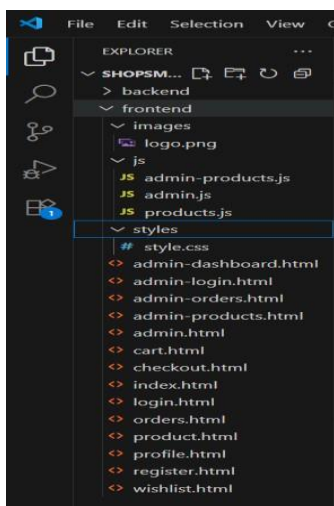 File Edit Selection View
EXPLORER ...
SHOPSM...
backend
frontend
images
logo.png
js
JS admin-products.js
JS admin.js
JS products.js
styles
# style.css
<> admin-dashboard.html
<> admin-login.html
<> admin-orders.html
<> admin-products.html
<> admin.html
<> cart.html
<> checkout.html
<> index.html
<> login.html
<> orders.html
<> product.html
<> profile.html
<> register.html
<> wishlist.html
1